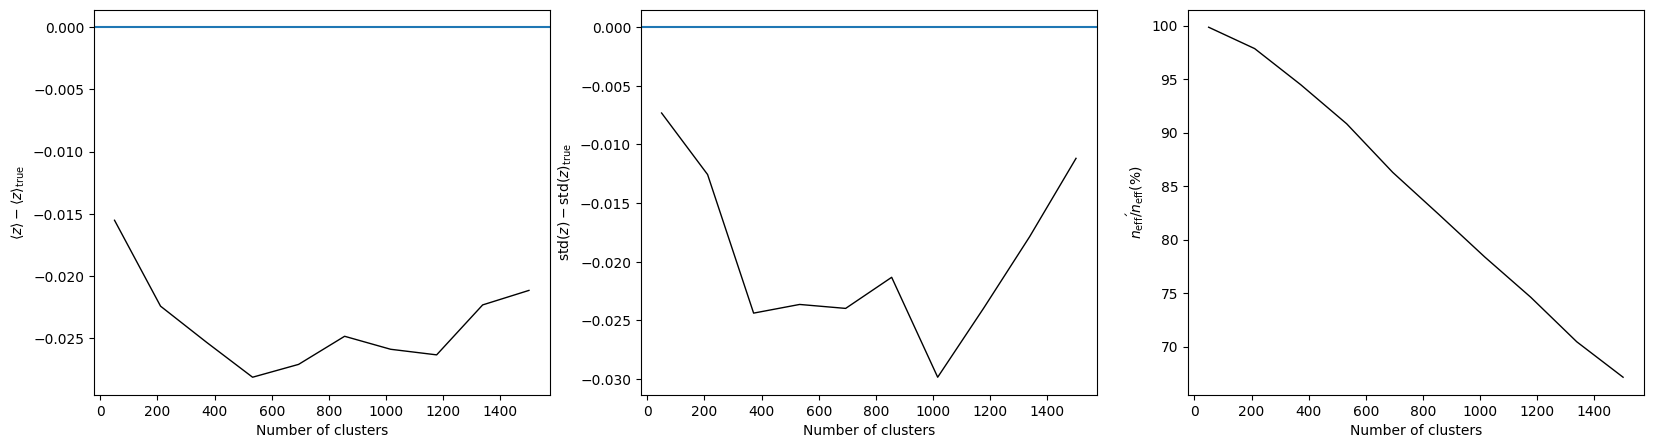 0.000
−0.005
−0.010
−0.015
−0.020
−0.025
⟨z⟩ − ⟨z⟩true
0 200 400 600 800 1000 1200 1400
Number of clusters
0.000
−0.005
−0.010
−0.015
−0.020
−0.025
−0.030
std(z) − std(z)true
0 200 400 600 800 1000 1200 1400
Number of clusters
100
95
90
85
80
75
70
n′eff/neff(%)
0 200 400 600 800 1000 1200 1400
Number of clusters